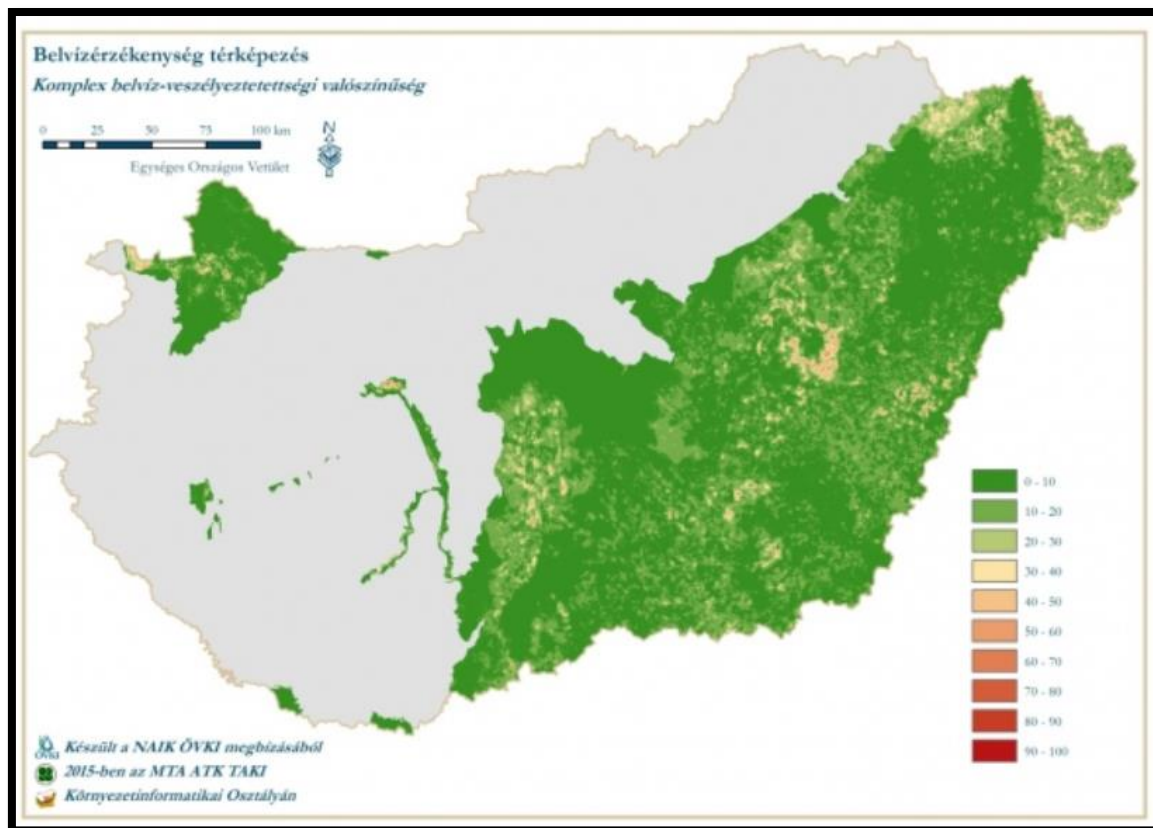 Belvízérzékenység térképezés
Komplex belvíz-veszélyeztetettségi valószínűség
0 25 50 75 100 km
N
Egységes Országos Vetület
0 - 10
10 - 20
20 - 30
30 - 40
40 - 50
50 - 60
60 - 70
70 - 80
80 - 90
90 - 100
ÖVKI
Készült a NAIK ÖVKI megbízásából
2015-ben az MTA ATK TAKI
Környezetinformatikai Osztályán